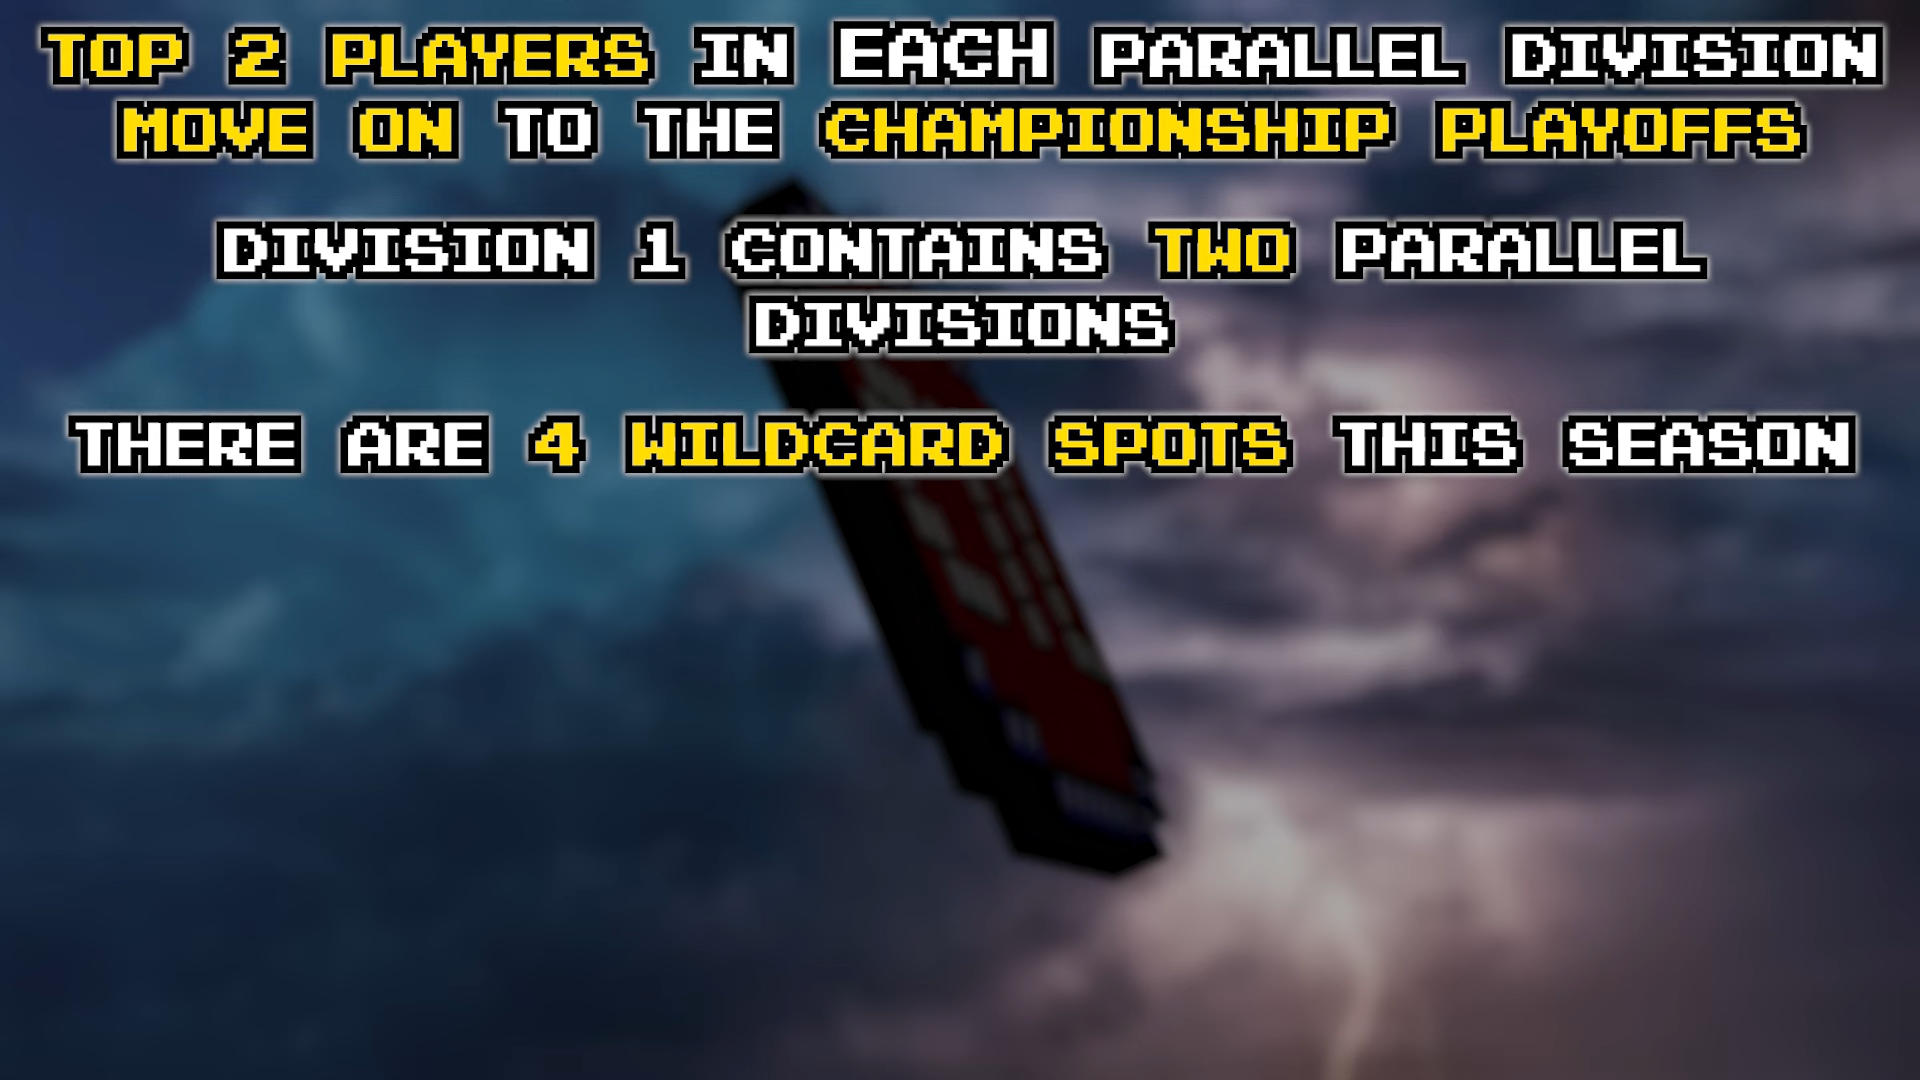 TOP 2 PLAYERS IN EACH PARALLEL DIVISION
MOVE ON TO THE CHAMPIONSHIP PLAYOFFS
DIVISION 1 CONTAINS TWO PARALLEL
DIVISIONS
THERE ARE 4 WILDCARD SPOTS THIS SEASON